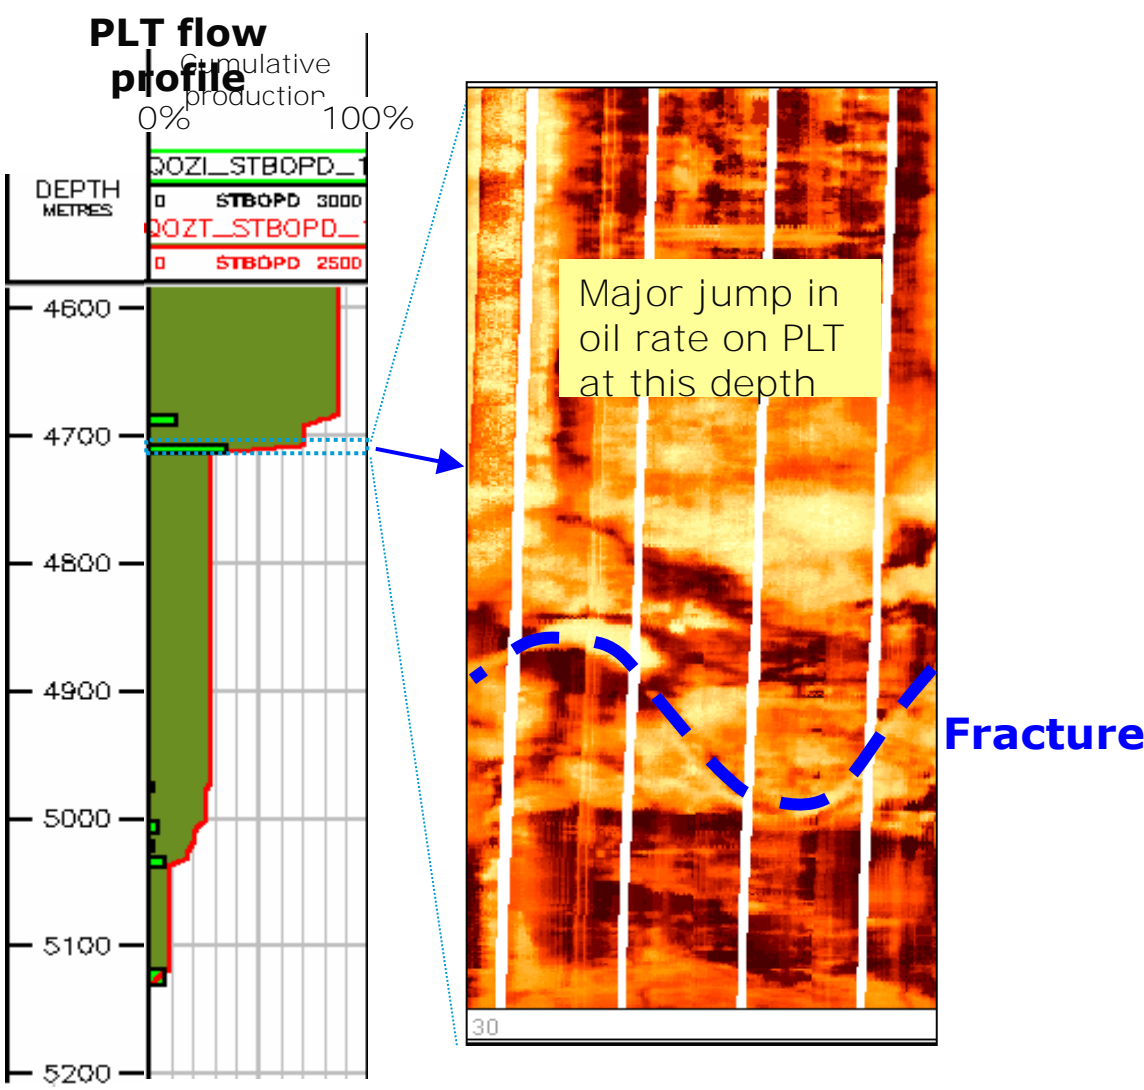 PLT flow
profile
Cumulative
production
0% 100%
QOZI_STBOPD_1
0 STBOPD 3000
QOZT_STBOPD_1
0 STBOPD 2500
DEPTH
METRES
4600
4700
4800
4900
5000
5100
5200
Major jump in
oil rate on PLT
at this depth
Fracture
30